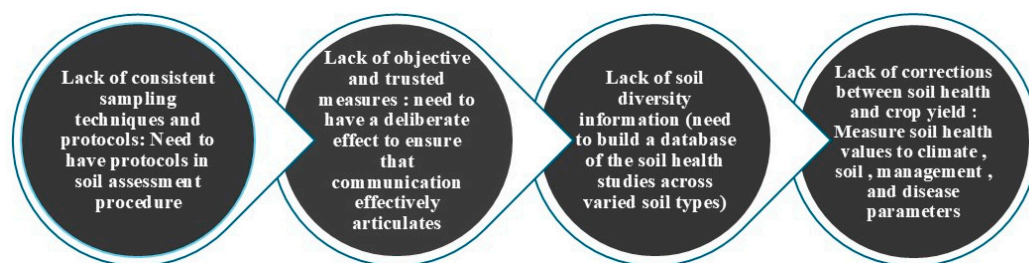 Lack of consistent
sampling
techniques and
protocols: Need to
have protocols in
soil assessment
procedure
Lack of objective
and trusted
measures : need to
have a deliberate
effect to ensure
that
communication
effectively
articulates
Lack of soil
diversity
information (need
to build a database
of the soil health
studies across
varied soil types)
Lack of corrections
between soil health
and crop yield :
Measure soil health
values to climate ,
soil , management ,
and disease
parameters